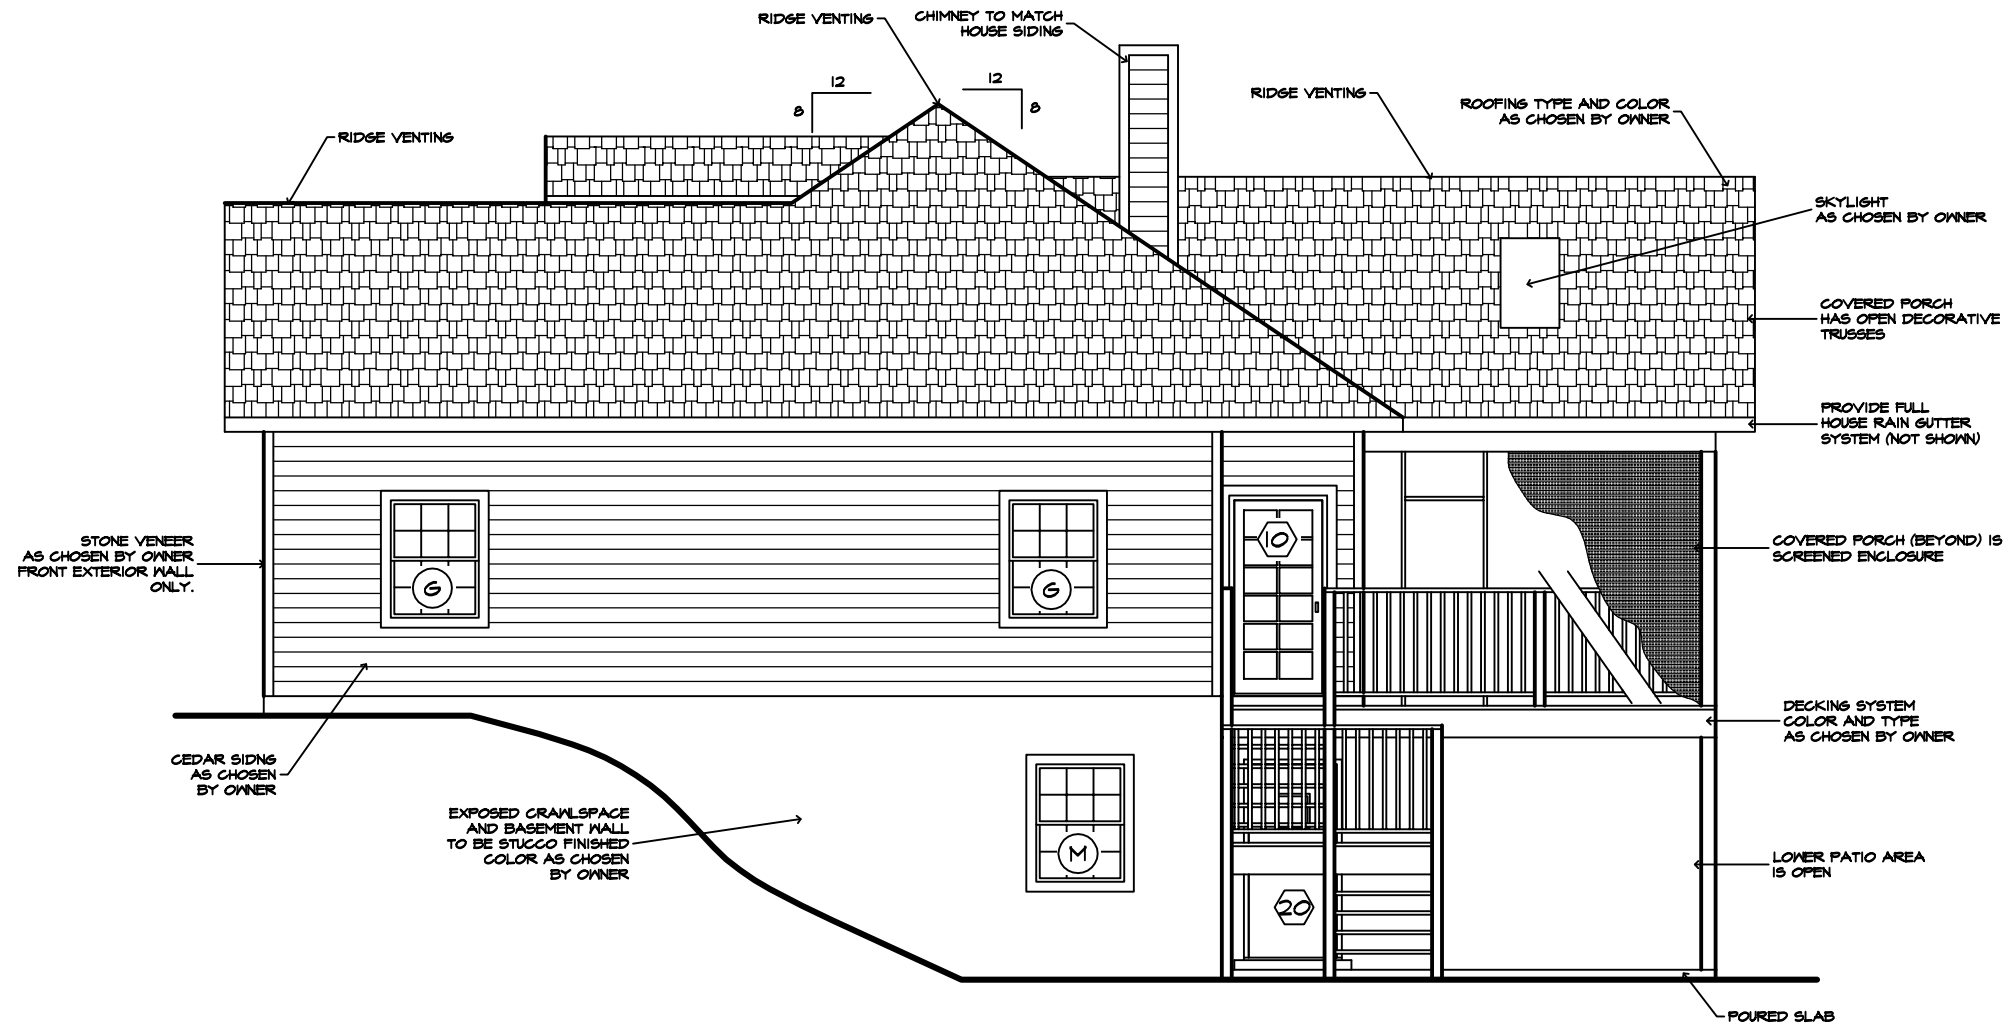 RIDGE VENTING
CHIMNEY TO MATCH
HOUSE SIDING
12
8
12
8
RIDGE VENTING
ROOFING TYPE AND COLOR
AS CHOSEN BY OWNER
RIDGE VENTING
SKYLIGHT
AS CHOSEN BY OWNER
COVERED PORCH
HAS OPEN DECORATIVE
TRUSSES
PROVIDE FULL
HOUSE RAIN GUTTER
SYSTEM (NOT SHOWN)
STONE VENEER
AS CHOSEN BY OWNER
FRONT EXTERIOR WALL
ONLY.
G
G
10
COVERED PORCH (BEYOND) IS
SCREENED ENCLOSURE
DECKING SYSTEM
COLOR AND TYPE
AS CHOSEN BY OWNER
CEDAR SIDNG
AS CHOSEN
BY OWNER
EXPOSED CRAWLSPACE
AND BASEMENT WALL
TO BE STUCCO FINISHED
COLOR AS CHOSEN
BY OWNER
M
20
LOWER PATIO AREA
IS OPEN
POURED SLAB